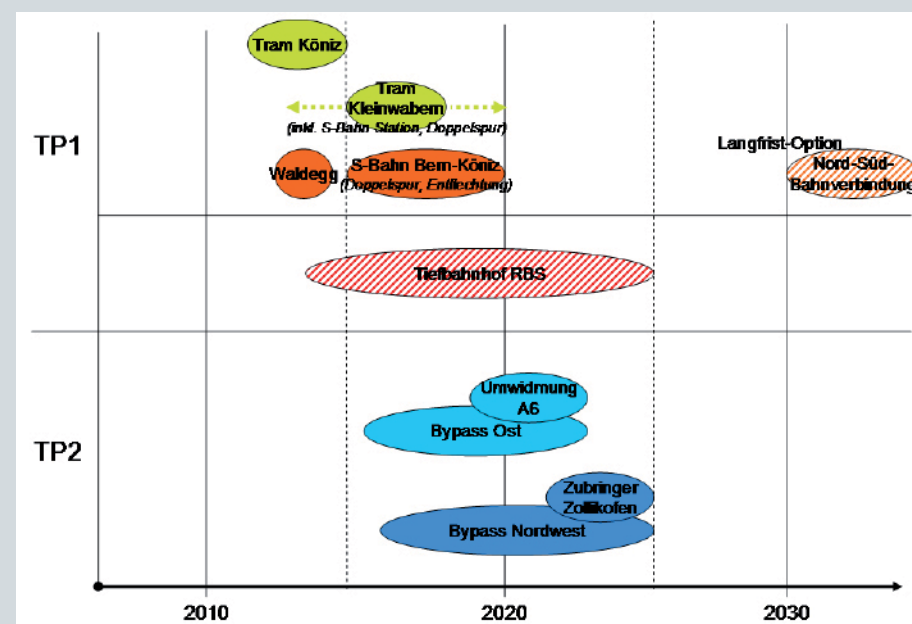 Tram Köniz
Tram
Kleinwabern
(inkl. S-Bahn-Station, Doppelspur)
TP1
Langfrist-Option
Waldegg
S-Bahn Bern-Köniz
(Doppelspur, Entflechtung)
Nord-Süd-
Bahnverbindung
Tiefbahnhof RBS
Umwidmung
A6
Bypass Ost
TP2
Zubringer
Zollikofen
Bypass Nordwest
2010
2020
2030